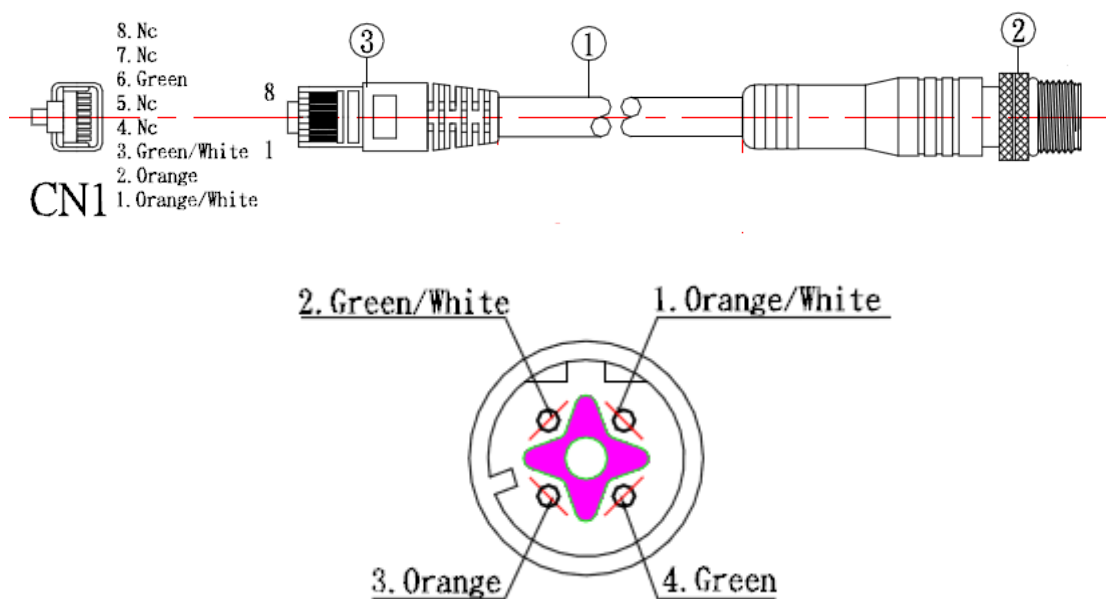 8. Nc
7. Nc
6. Green
5. Nc
4. Nc
3. Green/White
2. Orange
1. Orange/White
CN1
8
1
3
1
2
2. Green/White
1. Orange/White
3. Orange
4. Green